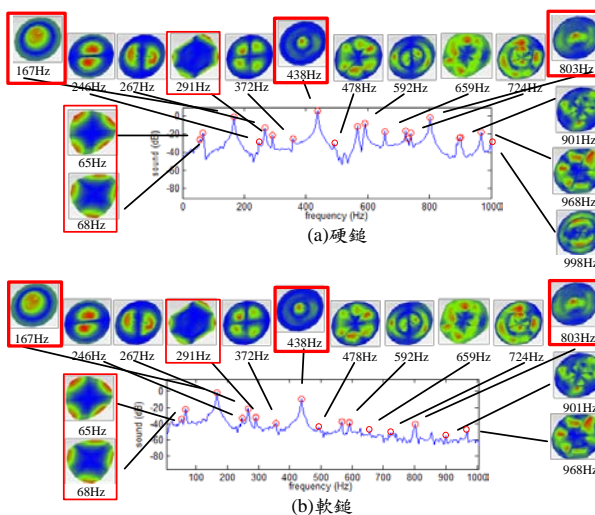 167Hz
246Hz 267Hz 291Hz 372Hz 438Hz 478Hz 592Hz 659Hz 724Hz 803Hz
65Hz
68Hz
901Hz
968Hz
998Hz
sound (dB)
0
-20
-40
-60
-80
0 200 400 600 800 1000
frequency (Hz)
(a)硬鎚
167Hz
246Hz 267Hz 291Hz 372Hz 438Hz 478Hz 592Hz 659Hz 724Hz 803Hz
65Hz
68Hz
901Hz
968Hz
sound (dB)
0
-20
-40
-60
-80
100 200 300 400 500 600 700 800 900 1000
frequency (Hz)
(b)軟鎚